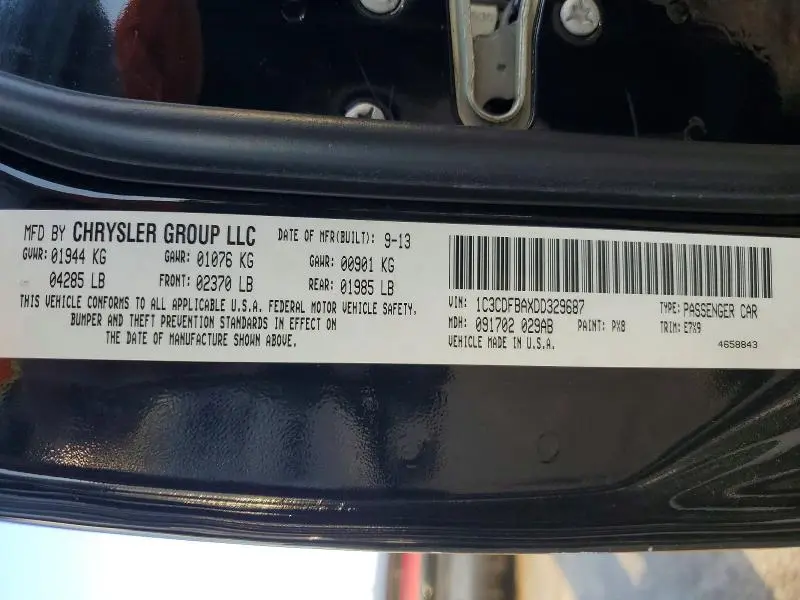 MFD BY CHRYSLER GROUP LLC DATE OF MFR(BUILT): 9-13
GVWR: 01944 KG GAWR: 01076 KG GAWR: 00901 KG
04285 LB FRONT: 02370 LB REAR: 01985 LB
THIS VEHICLE CONFORMS TO ALL APPLICABLE U.S.A. FEDERAL MOTOR VEHICLE SAFETY,
BUMPER AND THEFT PREVENTION STANDARDS IN EFFECT ON
THE DATE OF MANUFACTURE SHOWN ABOVE.
VIN: 1C3CDFBAXDD329687 TYPE: PASSENGER CAR
MDH: 091702 029AB PAINT: PX8 TRIM: E7X9
VEHICLE MADE IN U.S.A. 4658843